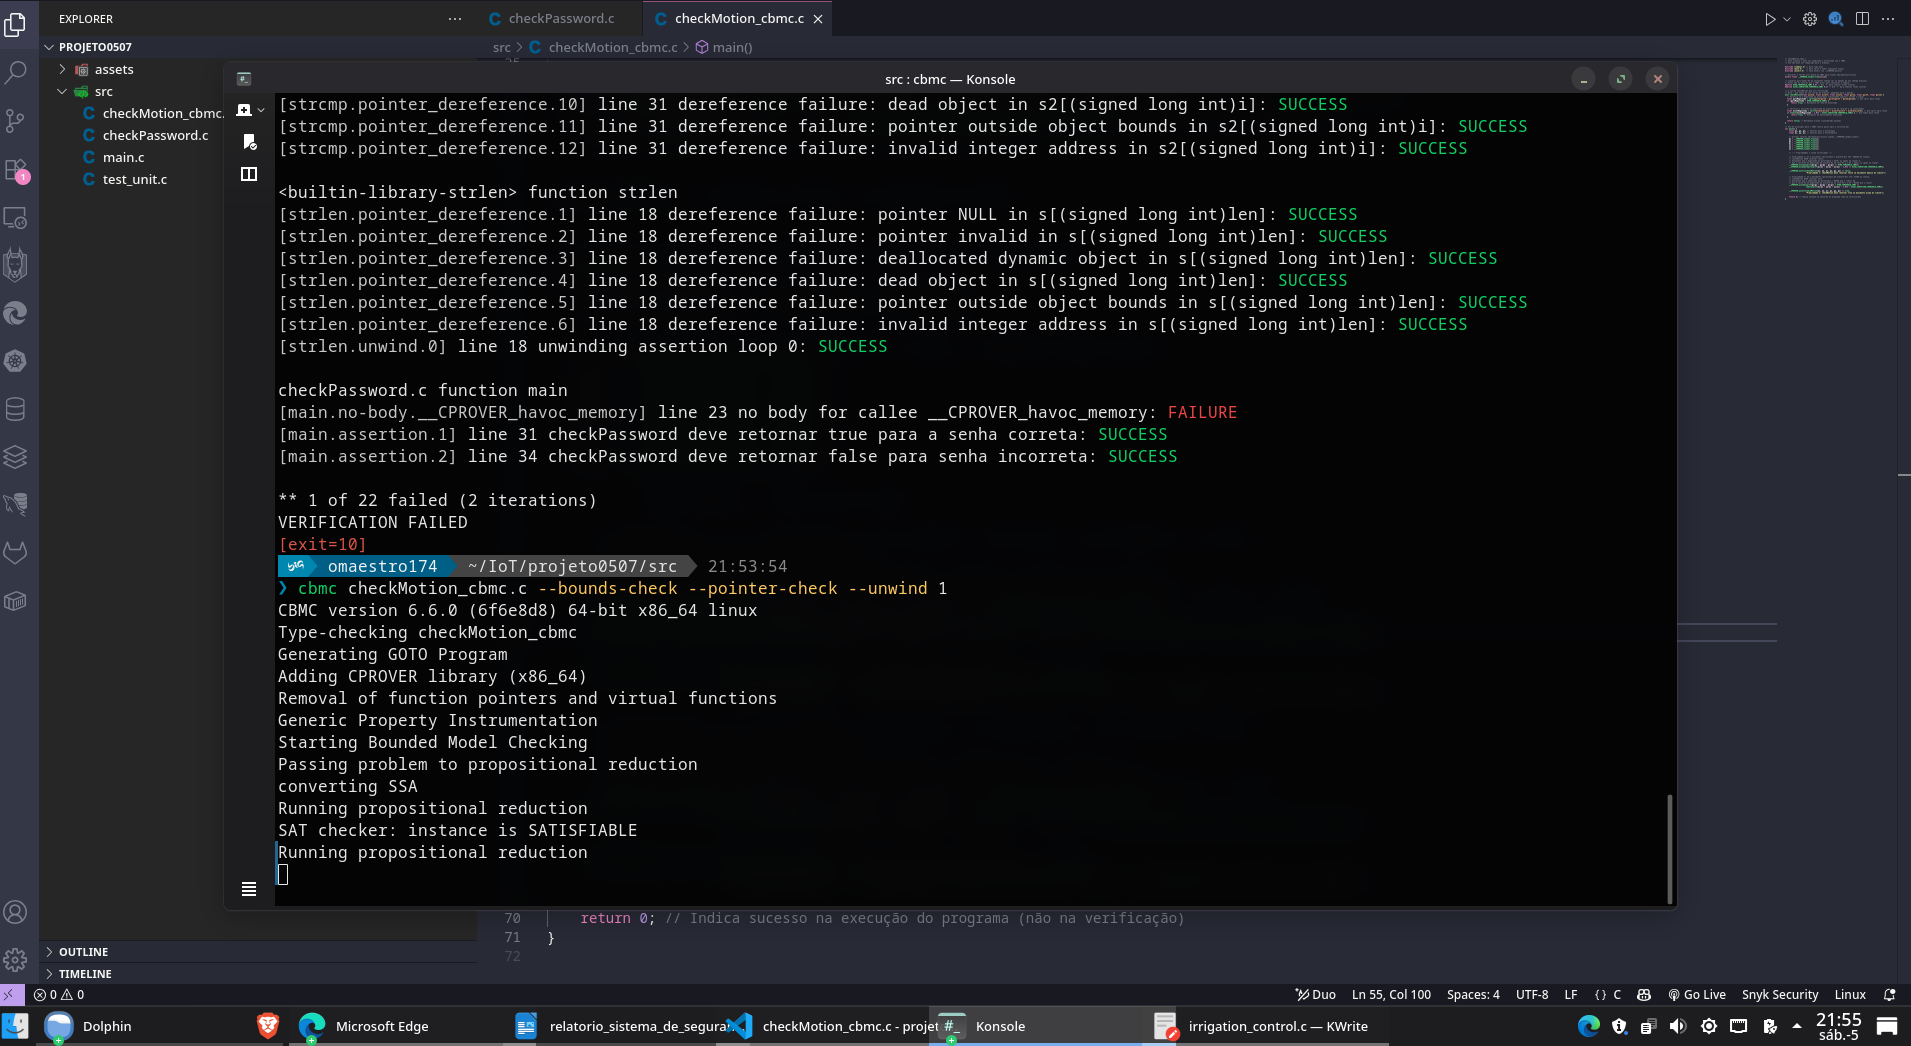 EXPLORER
checkPassword.c
checkMotion_cbmc.c
PROJETO0507
src > checkMotion_cbmc.c > main()
assets
src
checkMotion_cbmc.
checkPassword.c
main.c
test_unit.c
1
src : cbmc — Konsole
[strcmp.pointer_dereference.10] line 31 dereference failure: dead object in s2[(signed long int)i]: SUCCESS
[strcmp.pointer_dereference.11] line 31 dereference failure: pointer outside object bounds in s2[(signed long int)i]: SUCCESS
[strcmp.pointer_dereference.12] line 31 dereference failure: invalid integer address in s2[(signed long int)i]: SUCCESS
<builtin-library-strlen> function strlen
[strlen.pointer_dereference.1] line 18 dereference failure: pointer NULL in s[(signed long int)len]: SUCCESS
[strlen.pointer_dereference.2] line 18 dereference failure: pointer invalid in s[(signed long int)len]: SUCCESS
[strlen.pointer_dereference.3] line 18 dereference failure: deallocated dynamic object in s[(signed long int)len]: SUCCESS
[strlen.pointer_dereference.4] line 18 dereference failure: dead object in s[(signed long int)len]: SUCCESS
[strlen.pointer_dereference.5] line 18 dereference failure: pointer outside object bounds in s[(signed long int)len]: SUCCESS
[strlen.pointer_dereference.6] line 18 dereference failure: invalid integer address in s[(signed long int)len]: SUCCESS
[strlen.unwind.0] line 18 unwinding assertion loop 0: SUCCESS
checkPassword.c function main
[main.no-body.__CPROVER_havoc_memory] line 23 no body for callee __CPROVER_havoc_memory: FAILURE
[main.assertion.1] line 31 checkPassword deve retornar true para a senha correta: SUCCESS
[main.assertion.2] line 34 checkPassword deve retornar false para senha incorreta: SUCCESS
** 1 of 22 failed (2 iterations)
VERIFICATION FAILED
[exit=10]
omaestro174 ~/IoT/projeto0507/src 21:53:54
❯ cbmc checkMotion_cbmc.c --bounds-check --pointer-check --unwind 1
CBMC version 6.6.0 (6f6e8d8) 64-bit x86_64 linux
Type-checking checkMotion_cbmc
Generating GOTO Program
Adding CPROVER library (x86_64)
Removal of function pointers and virtual functions
Generic Property Instrumentation
Starting Bounded Model Checking
Passing problem to propositional reduction
converting SSA
Running propositional reduction
SAT checker: instance is SATISFIABLE
Running propositional reduction
70 return 0; // Indica sucesso na execução do programa (não na verificação)
71 }
72
OUTLINE
TIMELINE
0 0
Duo Ln 55, Col 100 Spaces: 4 UTF-8 LF {} C Go Live Snyk Security Linux
Dolphin
Microsoft Edge
relatorio_sistema_de_segura
checkMotion_cbmc.c - projet
Konsole
irrigation_control.c — KWrite
21:55
sáb.-5